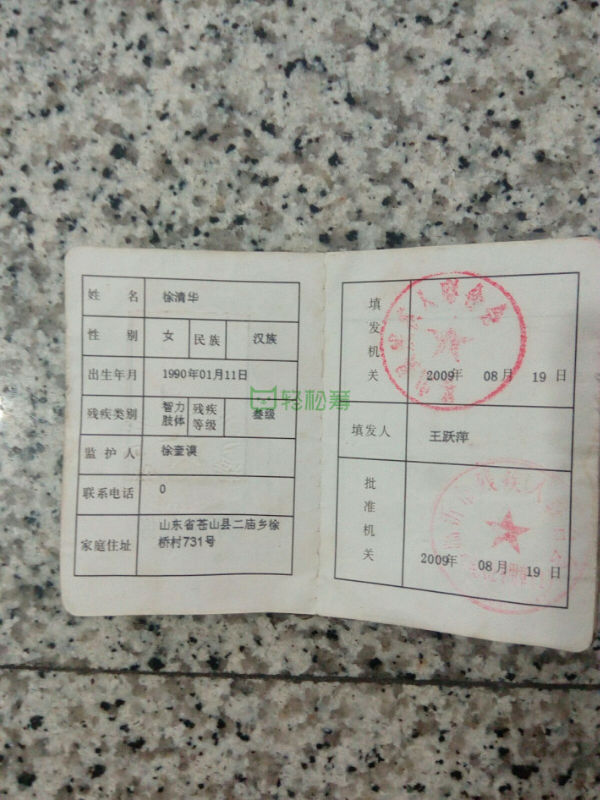 姓 名 徐清华
性 别 女 民族 汉族
出生年月 1990年01月11日
残疾类别 智力 肢体 残疾等级 叁级
监 护 人 徐奎谟
联系电话 0
家庭住址 山东省苍山县二庙乡徐
桥村731号
填发机关
2009年 08月 19日
填发人 王跃萍
批准机关
2009年 08月 19日
轻松筹